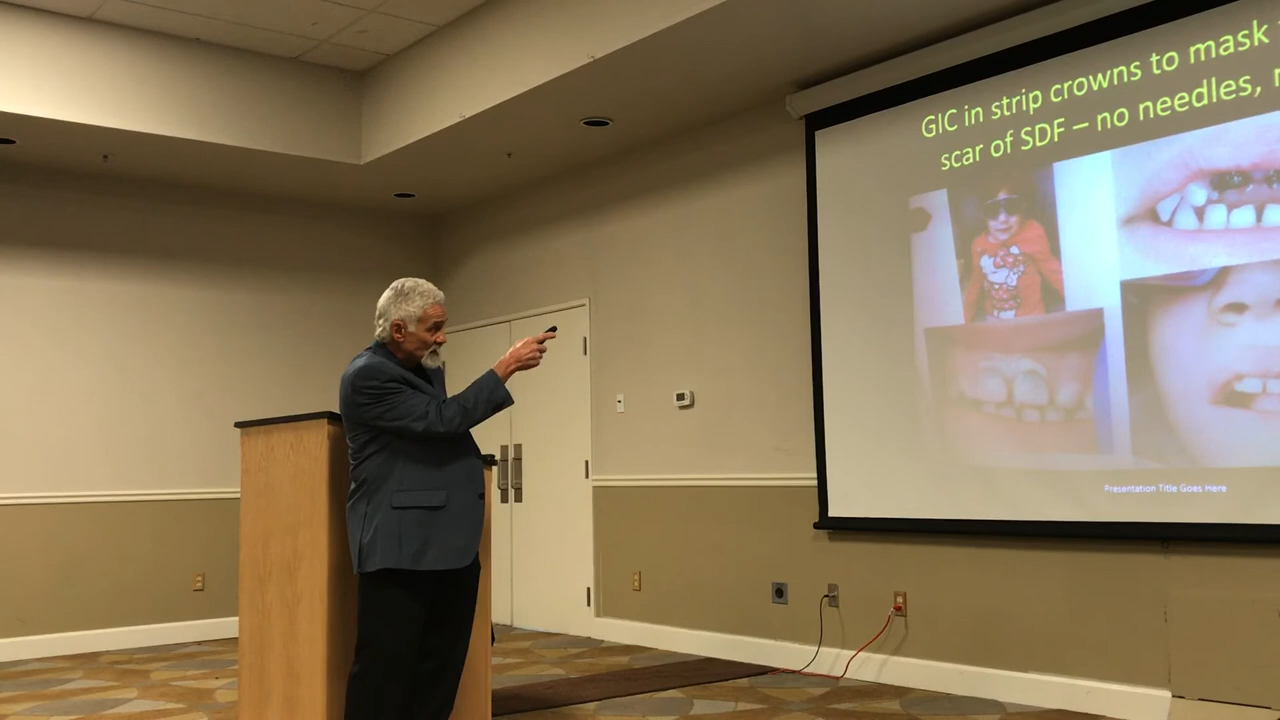 GIC in strip crowns to mask
scar of SDF – no needles,
Presentation Title Goes Here